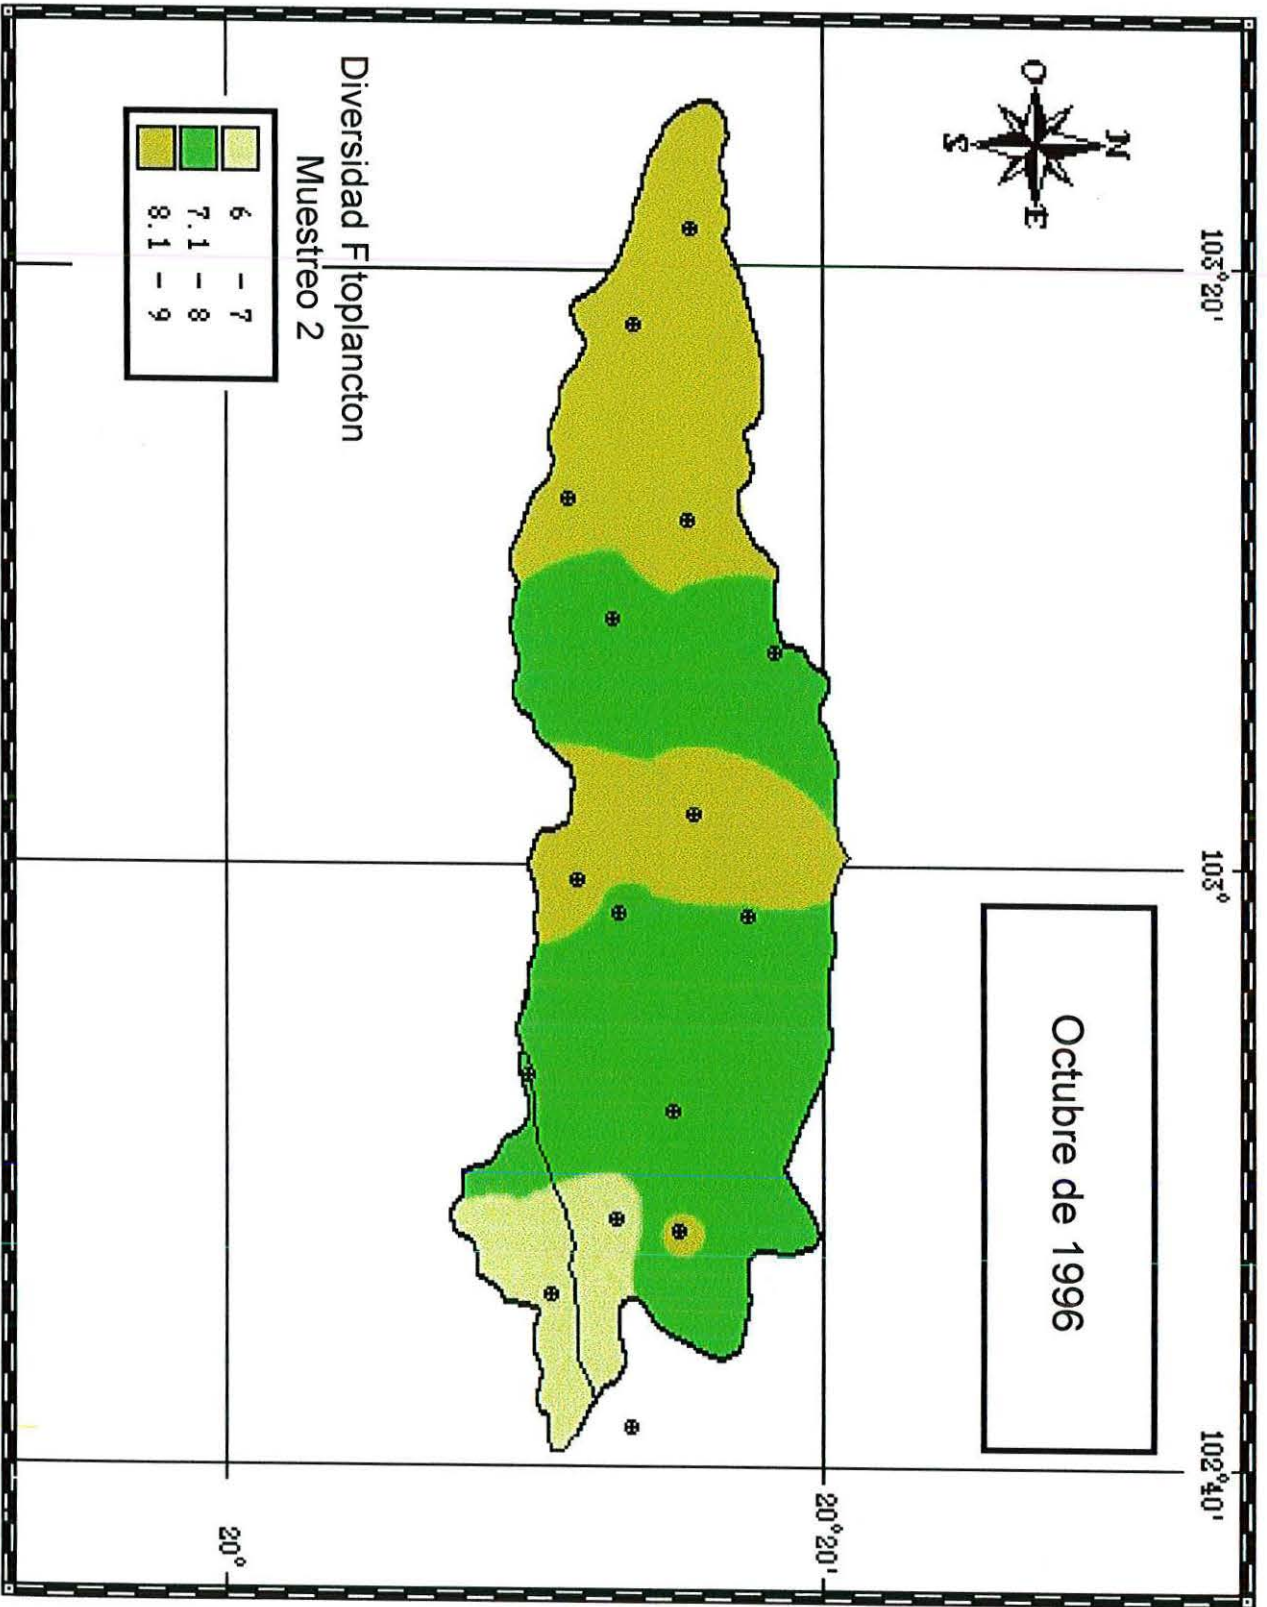 N
O
E
S
103°20'
103°
102°40'
Octubre de 1996
20°20'
20°
Diversidad F toplancton
Muestreo 2
6 - 7
7.1 - 8
8.1 - 9